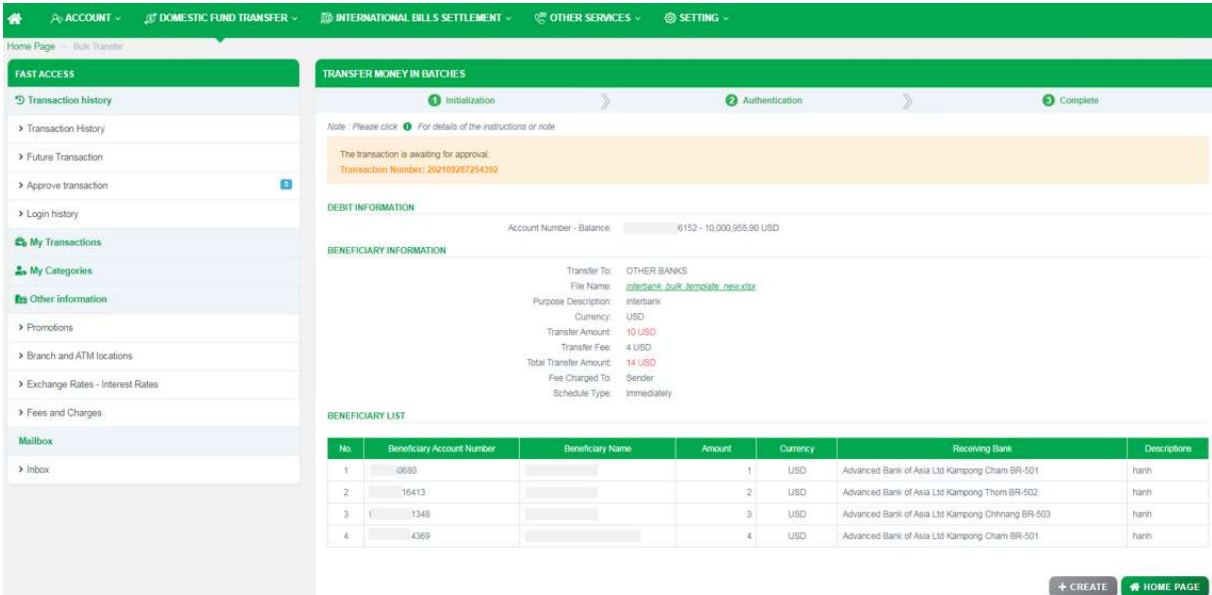 ACCOUNT DOMESTIC FUND TRANSFER INTERNATIONAL BILLS SETTLEMENT OTHER SERVICES SETTING
Home Page Bulk Transfer
FAST ACCESS
Transaction history
> Transaction History
> Future Transaction
> Approve transaction 3
> Login history
My Transactions
My Categories
Other information
> Promotions
> Branch and ATM locations
> Exchange Rates - Interest Rates
> Fees and Charges
Mailbox
> Inbox
TRANSFER MONEY IN BATCHES
1 Initialization 2 Authentication 3 Complete
Note : Please click For details of the instructions or note
The transaction is awaiting for approval.
Transaction Number: 202109287254302
DEBIT INFORMATION
Account Number - Balance: 6152 - 10,000,955.90 USD
BENEFICIARY INFORMATION
Transfer To: OTHER BANKS
File Name: interbank_bulk_template_new.xlsx
Purpose Description: interbank
Currency: USD
Transfer Amount: 10 USD
Transfer Fee: 4 USD
Total Transfer Amount: 14 USD
Fee Charged To: Sender
Schedule Type: Immediately
BENEFICIARY LIST
No. Beneficiary Account Number Beneficiary Name Amount Currency Receiving Bank Descriptions
1 0680 1 USD Advanced Bank of Asia Ltd Kampong Cham BR-501 hanh
2 16413 2 USD Advanced Bank of Asia Ltd Kampong Thom BR-502 hanh
3 1348 3 USD Advanced Bank of Asia Ltd Kampong Chhnang BR-503 hanh
4 4369 4 USD Advanced Bank of Asia Ltd Kampong Cham BR-501 hanh
+ CREATE HOME PAGE